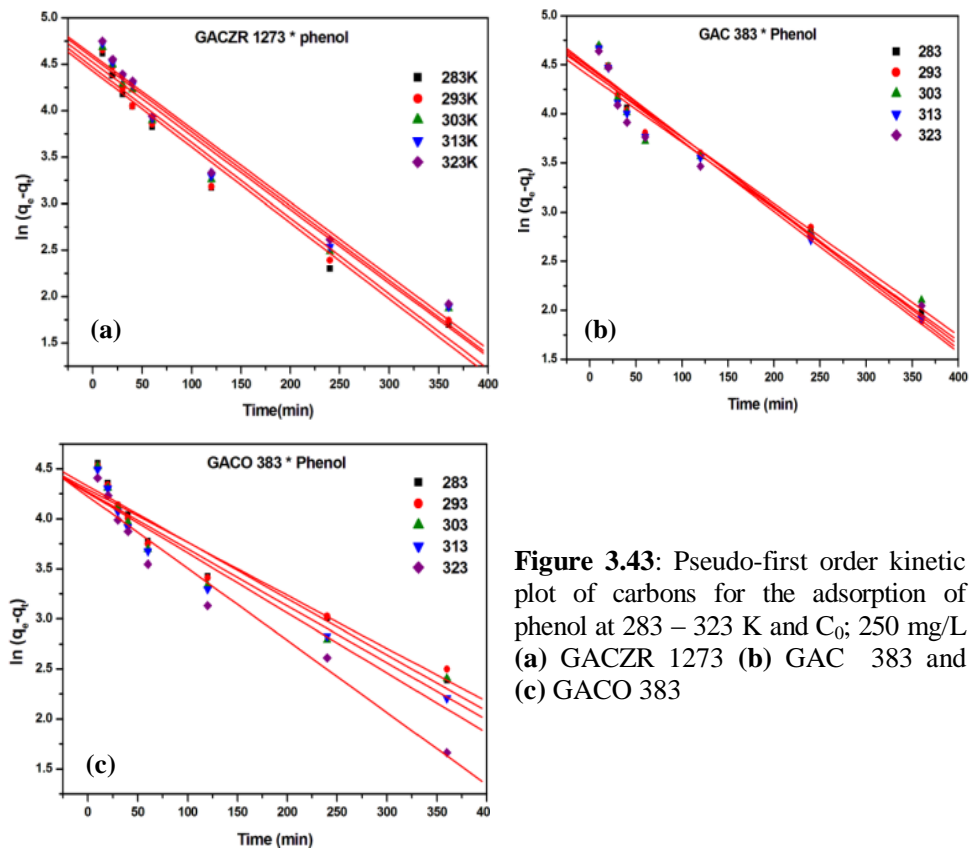 GACZR 1273 * phenol
283K
293K
303K
313K
323K
ln (qe-qt)
5.0
4.5
4.0
3.5
3.0
2.5
2.0
1.5
(a)
0 50 100 150 200 250 300 350 400
Time(min)
GAC 383 * Phenol
283
293
303
313
323
ln (qe-qt)
5.0
4.5
4.0
3.5
3.0
2.5
2.0
1.5
(b)
0 50 100 150 200 250 300 350 400
Time (min)
GACO 383 * Phenol
283
293
303
313
323
ln (qe-qt)
4.5
4.0
3.5
3.0
2.5
2.0
1.5
(c)
0 50 100 150 200 250 300 350 40
Time (min)
Figure 3.43: Pseudo-first order kinetic
plot of carbons for the adsorption of
phenol at 283 – 323 K and C0; 250 mg/L
(a) GACZR 1273 (b) GAC 383 and
(c) GACO 383